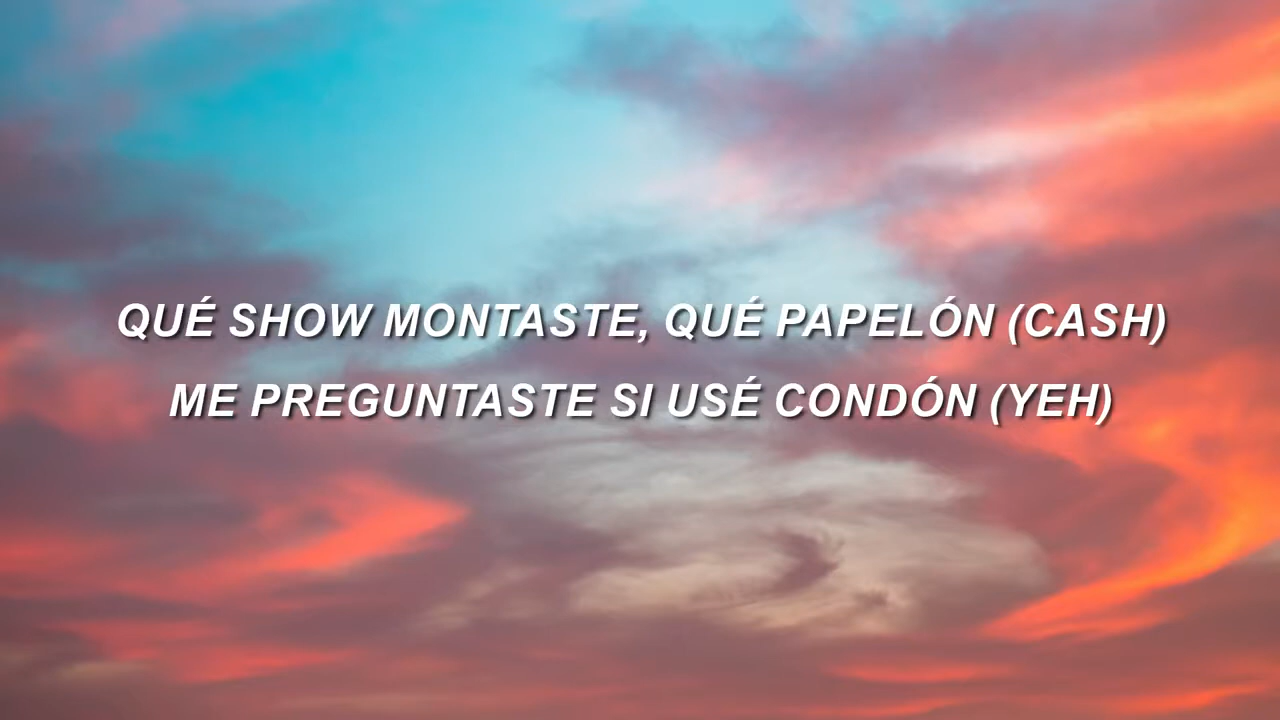 QUÉ SHOW MONTASTE, QUÉ PAPELÓN (CASH)
ME PREGUNTASTE SI USÉ CONDÓN (YEH)